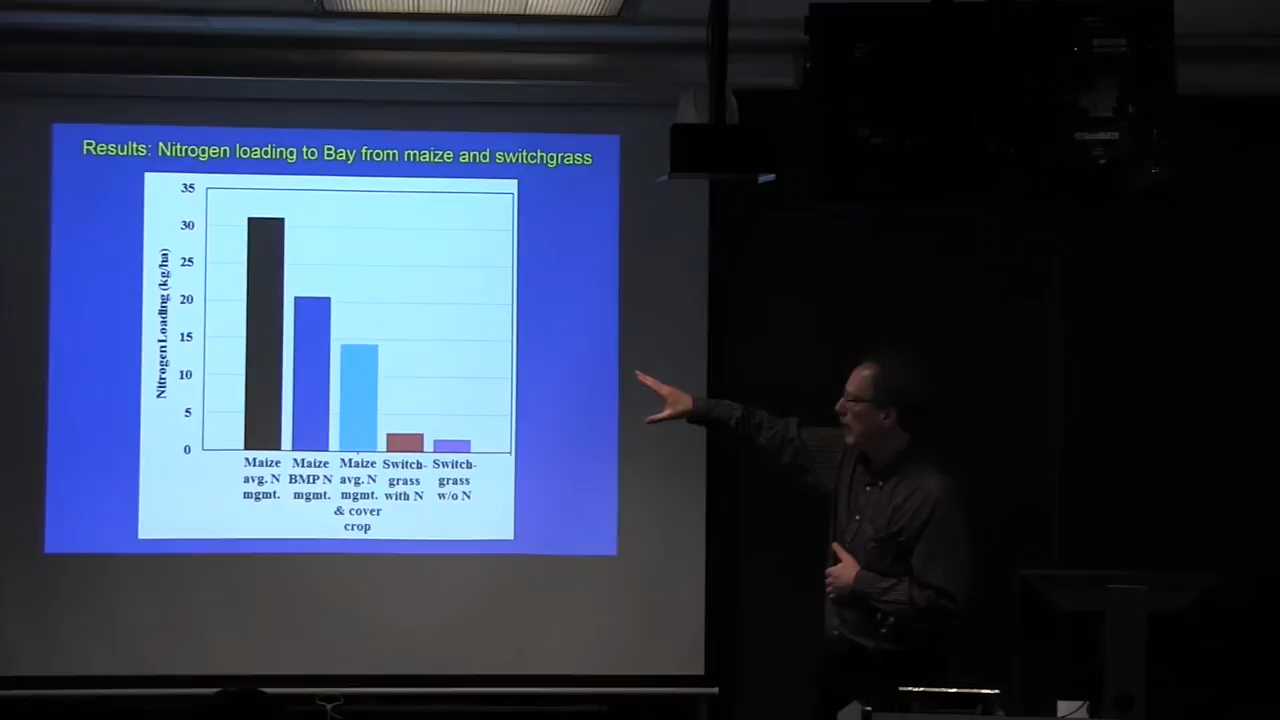 Results: Nitrogen loading to Bay from maize and switchgrass
35
30
25
20
15
10
5
0
Nitrogen Loading (kg/ha)
Maize avg. N mgmt.
Maize BMP N mgmt.
Maize avg. N mgmt. & cover crop
Switch-grass with N
Switch-grass w/o N